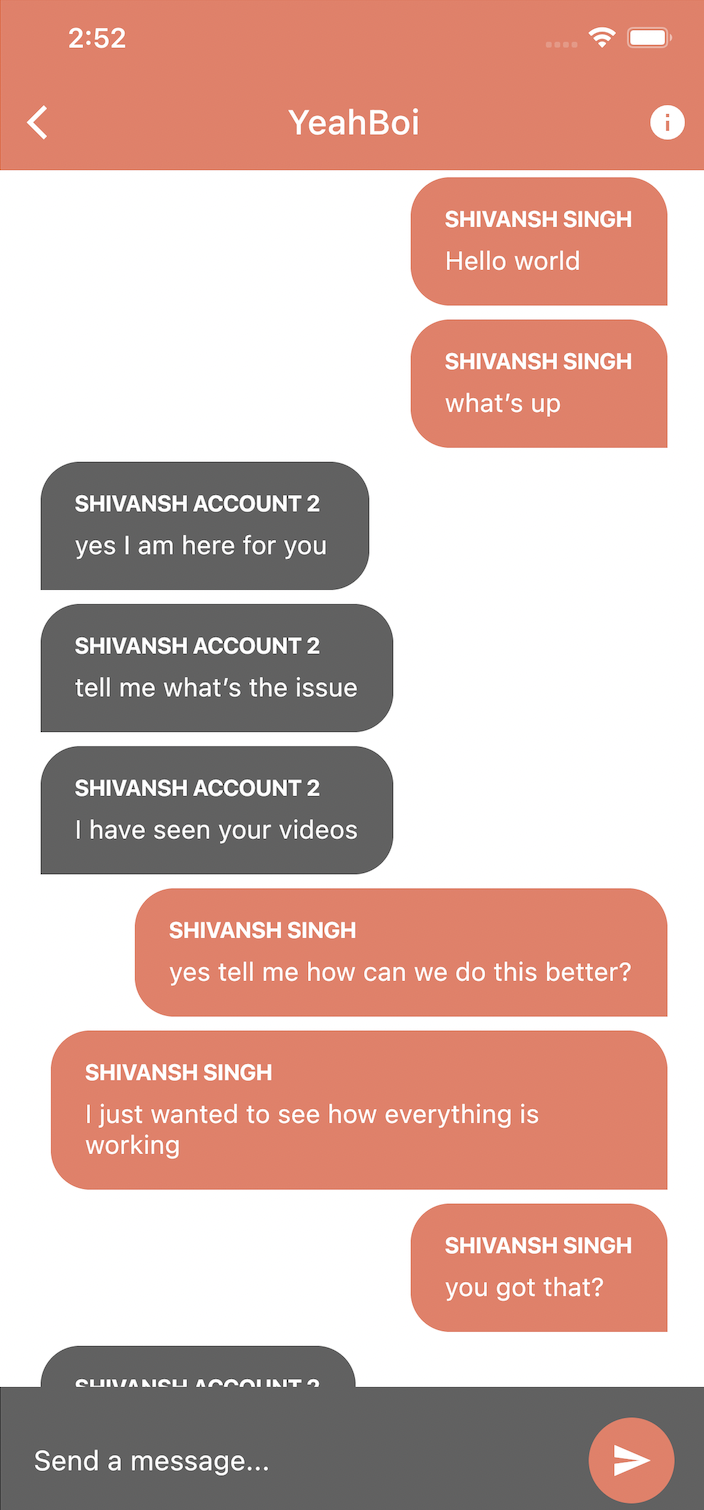 2:52
YeahBoi
SHIVANSH SINGH
Hello world
SHIVANSH SINGH
what’s up
SHIVANSH ACCOUNT 2
yes I am here for you
SHIVANSH ACCOUNT 2
tell me what’s the issue
SHIVANSH ACCOUNT 2
I have seen your videos
SHIVANSH SINGH
yes tell me how can we do this better?
SHIVANSH SINGH
I just wanted to see how everything is
working
SHIVANSH SINGH
you got that?
SHIVANSH ACCOUNT 2
Send a message...